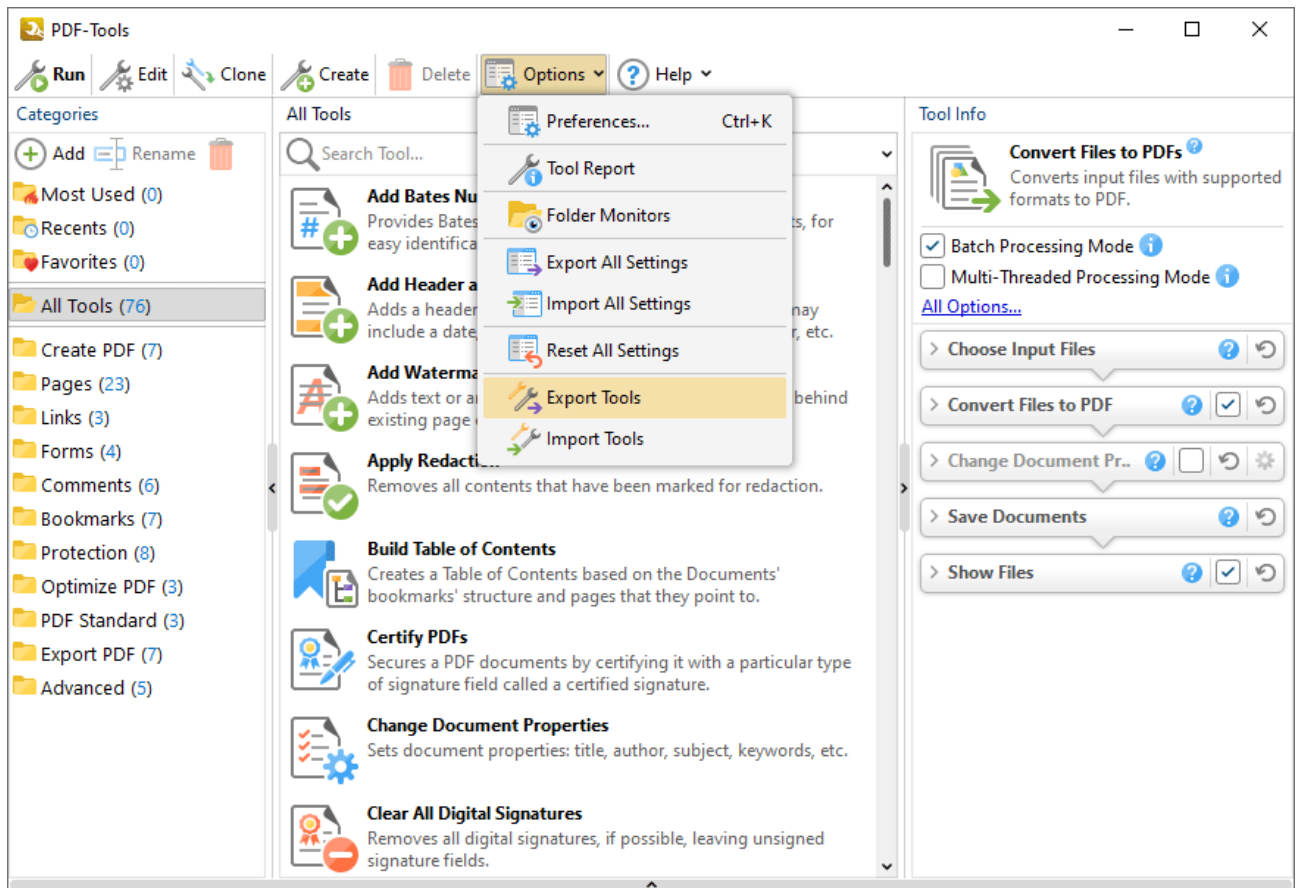 PDF-Tools
Run Edit Clone Create Delete Options Help
Categories
Add Rename
Most Used (0)
Recents (0)
Favorites (0)
All Tools (76)
Create PDF (7)
Pages (23)
Links (3)
Forms (4)
Comments (6)
Bookmarks (7)
Protection (8)
Optimize PDF (3)
PDF Standard (3)
Export PDF (7)
Advanced (5)
All Tools
Search Tool...
Add Bates Nu
Provides Bates ts, for
easy identifica
Add Header a
Adds a header may
include a date, r, etc.
Add Waterma
Adds text or behind
existing page
Apply Redacti
Removes all contents that have been marked for redaction.
Build Table of Contents
Creates a Table of Contents based on the Documents'
bookmarks' structure and pages that they point to.
Certify PDFs
Secures a PDF documents by certifying it with a particular type
of signature field called a certified signature.
Change Document Properties
Sets document properties: title, author, subject, keywords, etc.
Clear All Digital Signatures
Removes all digital signatures, if possible, leaving unsigned
signature fields.
Preferences... Ctrl+K
Tool Report
Folder Monitors
Export All Settings
Import All Settings
Reset All Settings
Export Tools
Import Tools
Tool Info
Convert Files to PDFs
Converts input files with supported
formats to PDF.
Batch Processing Mode
Multi-Threaded Processing Mode
All Options...
Choose Input Files
Convert Files to PDF
Change Document Pr..
Save Documents
Show Files